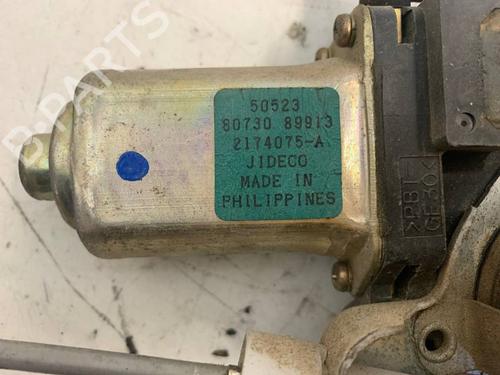 B-PARTS
50523
80730 89913
2174075-A
JIDECO
MADE IN
PHILIPPINES
>PBT
GF30<